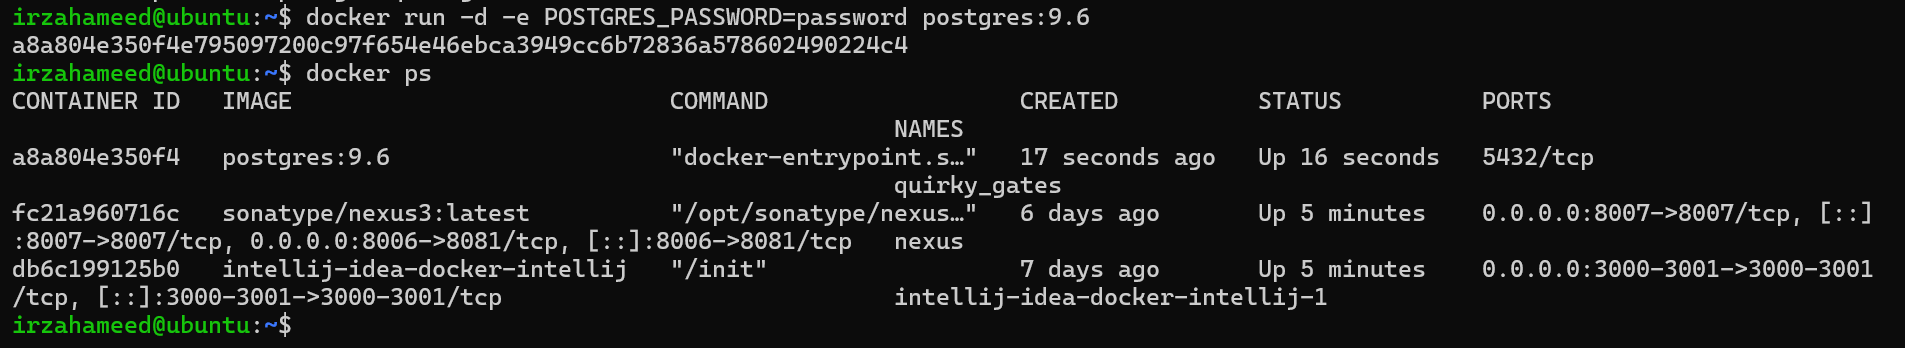 irzahameed@ubuntu:~$ docker run -d -e POSTGRES_PASSWORD=password postgres:9.6
a8a804e350f4e795097200c97f654e46ebca3949cc6b72836a578602490224c4
irzahameed@ubuntu:~$ docker ps
CONTAINER ID   IMAGE                           COMMAND                  CREATED          STATUS          PORTS
                                                               NAMES
a8a804e350f4   postgres:9.6                    "docker-entrypoint.s…"   17 seconds ago   Up 16 seconds   5432/tcp
                                                               quirky_gates
fc21a960716c   sonatype/nexus3:latest          "/opt/sonatype/nexus…"   6 days ago       Up 5 minutes    0.0.0.0:8007->8007/tcp, [::]
:8007->8007/tcp, 0.0.0.0:8006->8081/tcp, [::]:8006->8081/tcp   nexus
db6c199125b0   intellij-idea-docker-intellij   "/init"                  7 days ago       Up 5 minutes    0.0.0.0:3000-3001->3000-3001
/tcp, [::]:3000-3001->3000-3001/tcp                            intellij-idea-docker-intellij-1
irzahameed@ubuntu:~$